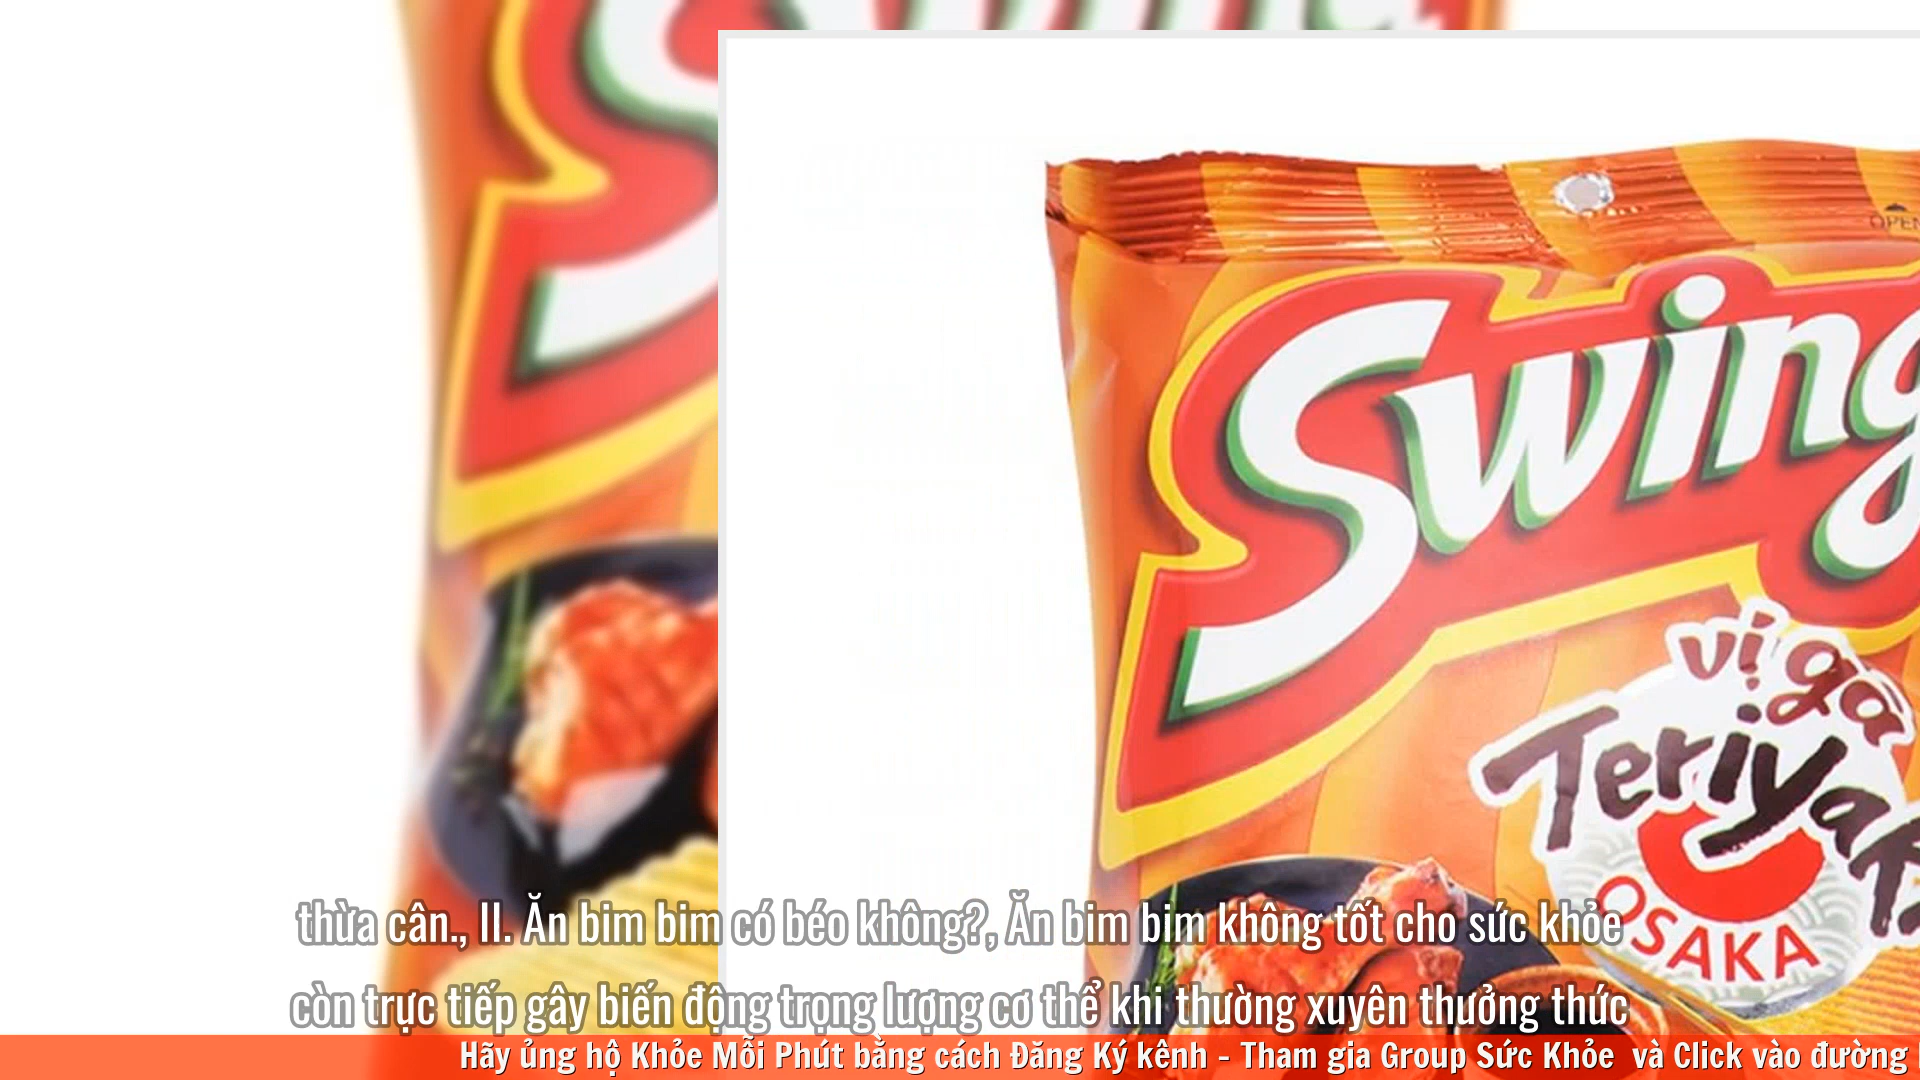 OPEN
Swing
vị gà
Teriyaki
OSAKA
thừa cân., II. Ăn bim bim có béo không?, Ăn bim bim không tốt cho sức khỏe
còn trực tiếp gây biến động trọng lượng cơ thể khi thường xuyên thưởng thức
Hãy ủng hộ Khỏe Mỗi Phút bằng cách Đăng Ký kênh - Tham gia Group Sức Khỏe và Click vào đường